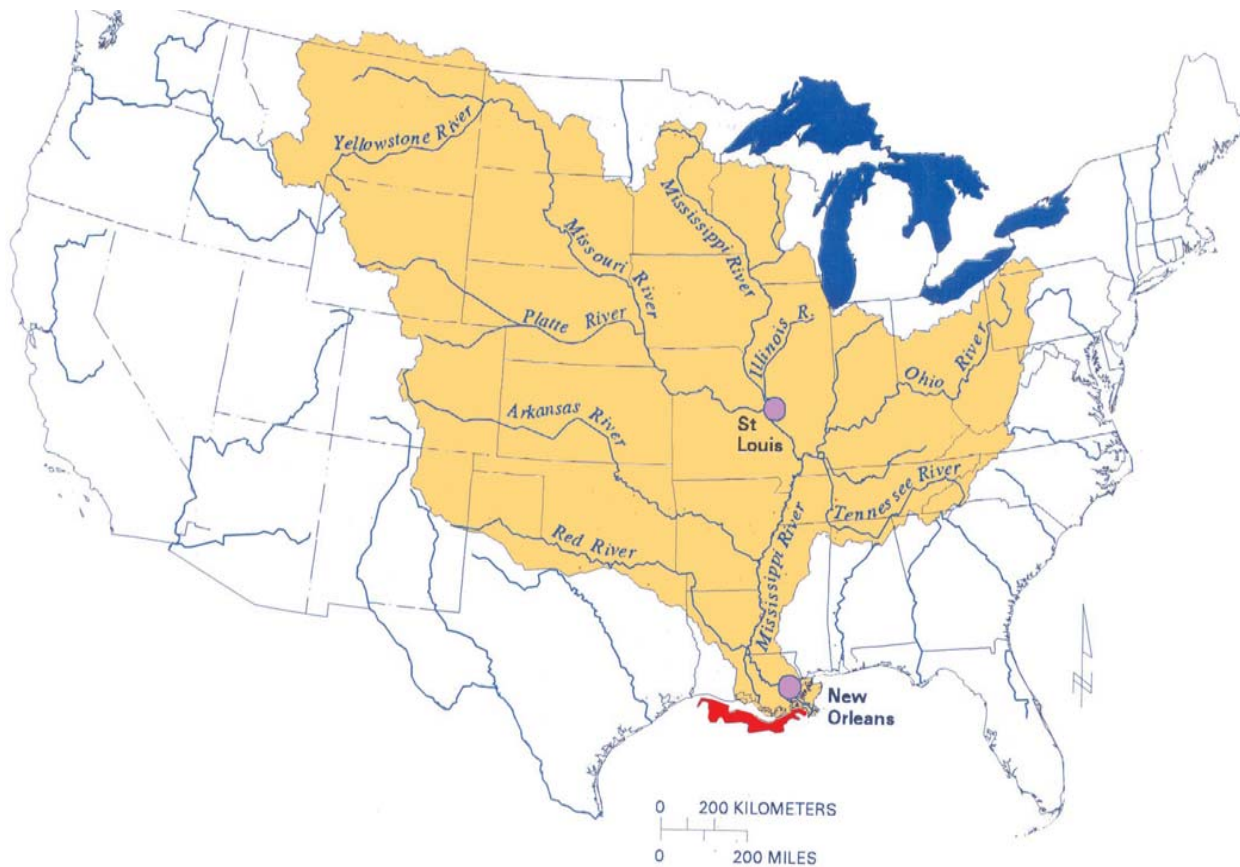 Yellowstone River
Missouri River
Mississippi River
Platte River
Illinois R.
Ohio River
St
Louis
Arkansas River
Tennessee River
Red River
Mississippi River
New
Orleans
0 200 KILOMETERS
0 200 MILES